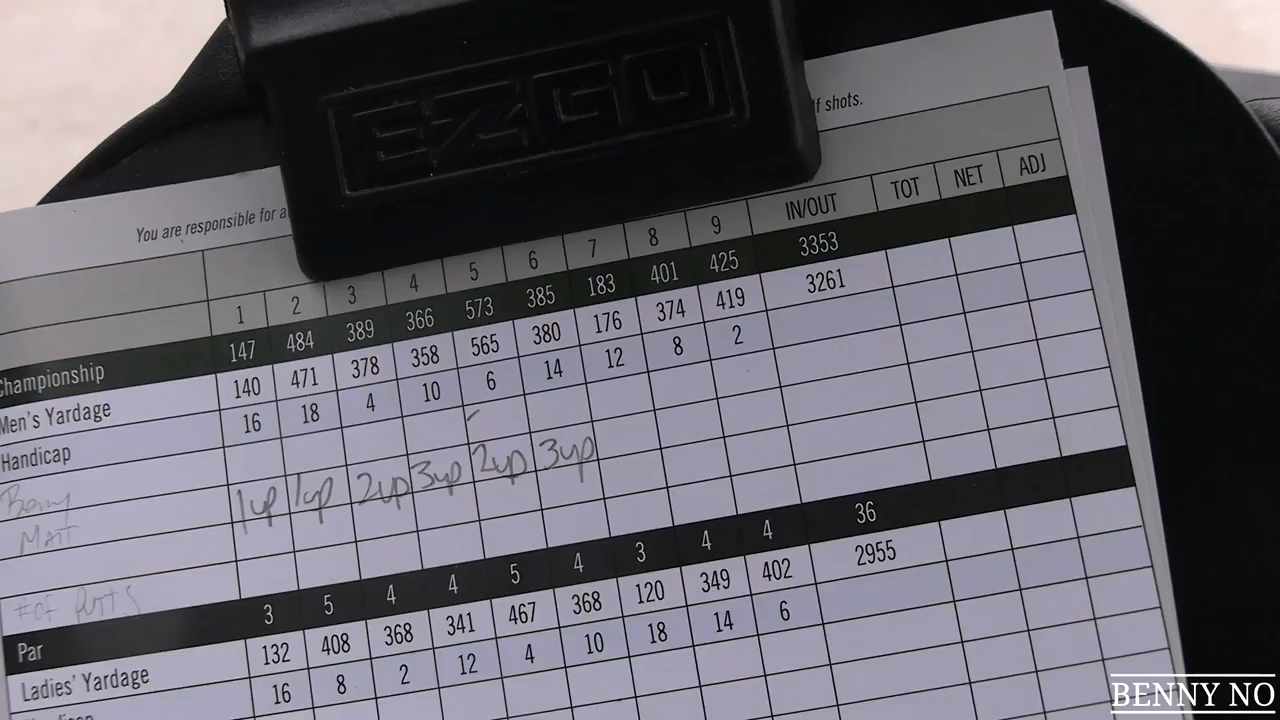 EZGO
lf shots.
You are responsible for a
1 2 3 4 5 6 7 8 9 IN/OUT TOT NET ADJ
Championship 147 484 389 366 573 385 183 401 425 3353
Men's Yardage 140 471 378 358 565 380 176 374 419 3261
Handicap 16 18 4 10 6 14 12 8 2
Benny
Matt 1up 1up 2up 3up 2up 3up
# of Putts
Par 3 5 4 4 5 4 3 4 4 36
Ladies' Yardage 132 408 368 341 467 368 120 349 402 2955
16 8 2 12 4 10 18 14 6
BENNY NO